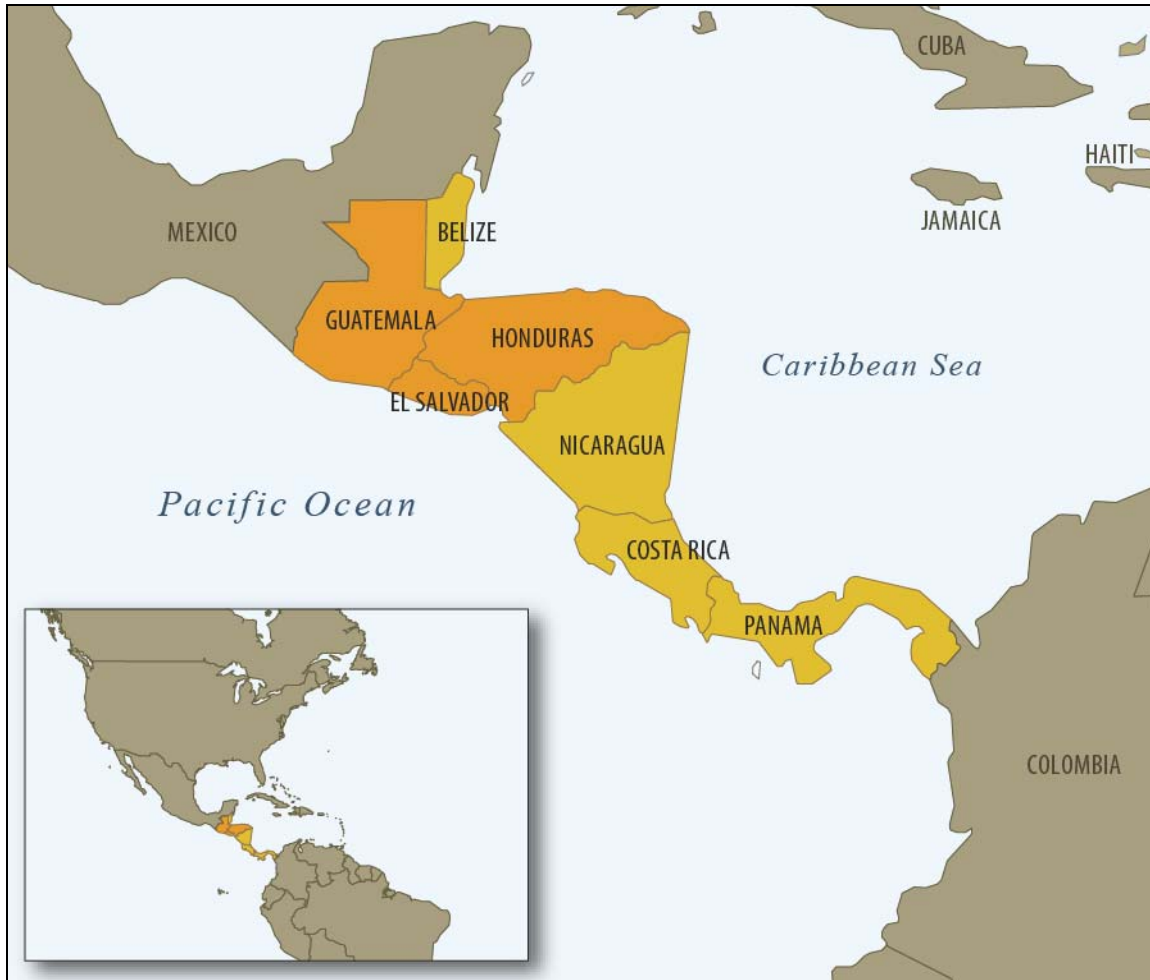 CUBA
HAITI
JAMAICA
MEXICO
BELIZE
GUATEMALA
HONDURAS
Caribbean Sea
EL SALVADOR
NICARAGUA
Pacific Ocean
COSTA RICA
PANAMA
COLOMBIA